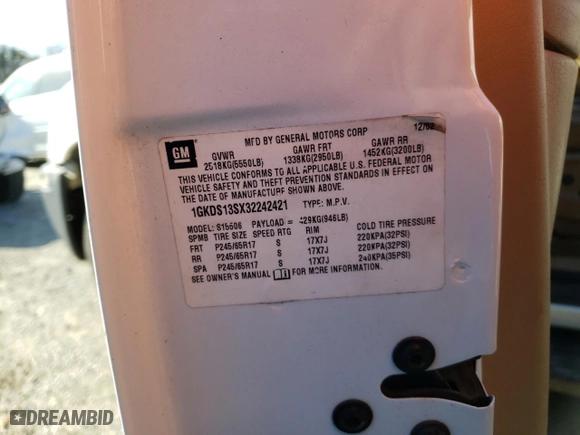 MFD BY GENERAL MOTORS CORP 12/02
GM
GVWR GAWR FRT GAWR RR
2518KG(5550LB) 1338KG(2950LB) 1452KG(3200LB)
THIS VEHICLE CONFORMS TO ALL APPLICABLE U.S. FEDERAL MOTOR
VEHICLE SAFETY AND THEFT PREVENTION STANDARDS IN EFFECT ON
THE DATE OF MANUFACTURE SHOWN ABOVE.
1GKDS13SX32242421 TYPE: M.P.V.
MODEL: S15506 PAYLOAD = 429KG(946LB)
SPMB TIRE SIZE SPEED RTG RIM COLD TIRE PRESSURE
FRT P245/65R17 S 17X7J 220KPA(32PSI)
RR P245/65R17 S 17X7J 220KPA(32PSI)
SPA P245/65R17 S 17X7J 240KPA(35PSI)
SEE OWNER'S MANUAL FOR MORE INFORMATION.
DREAMBID